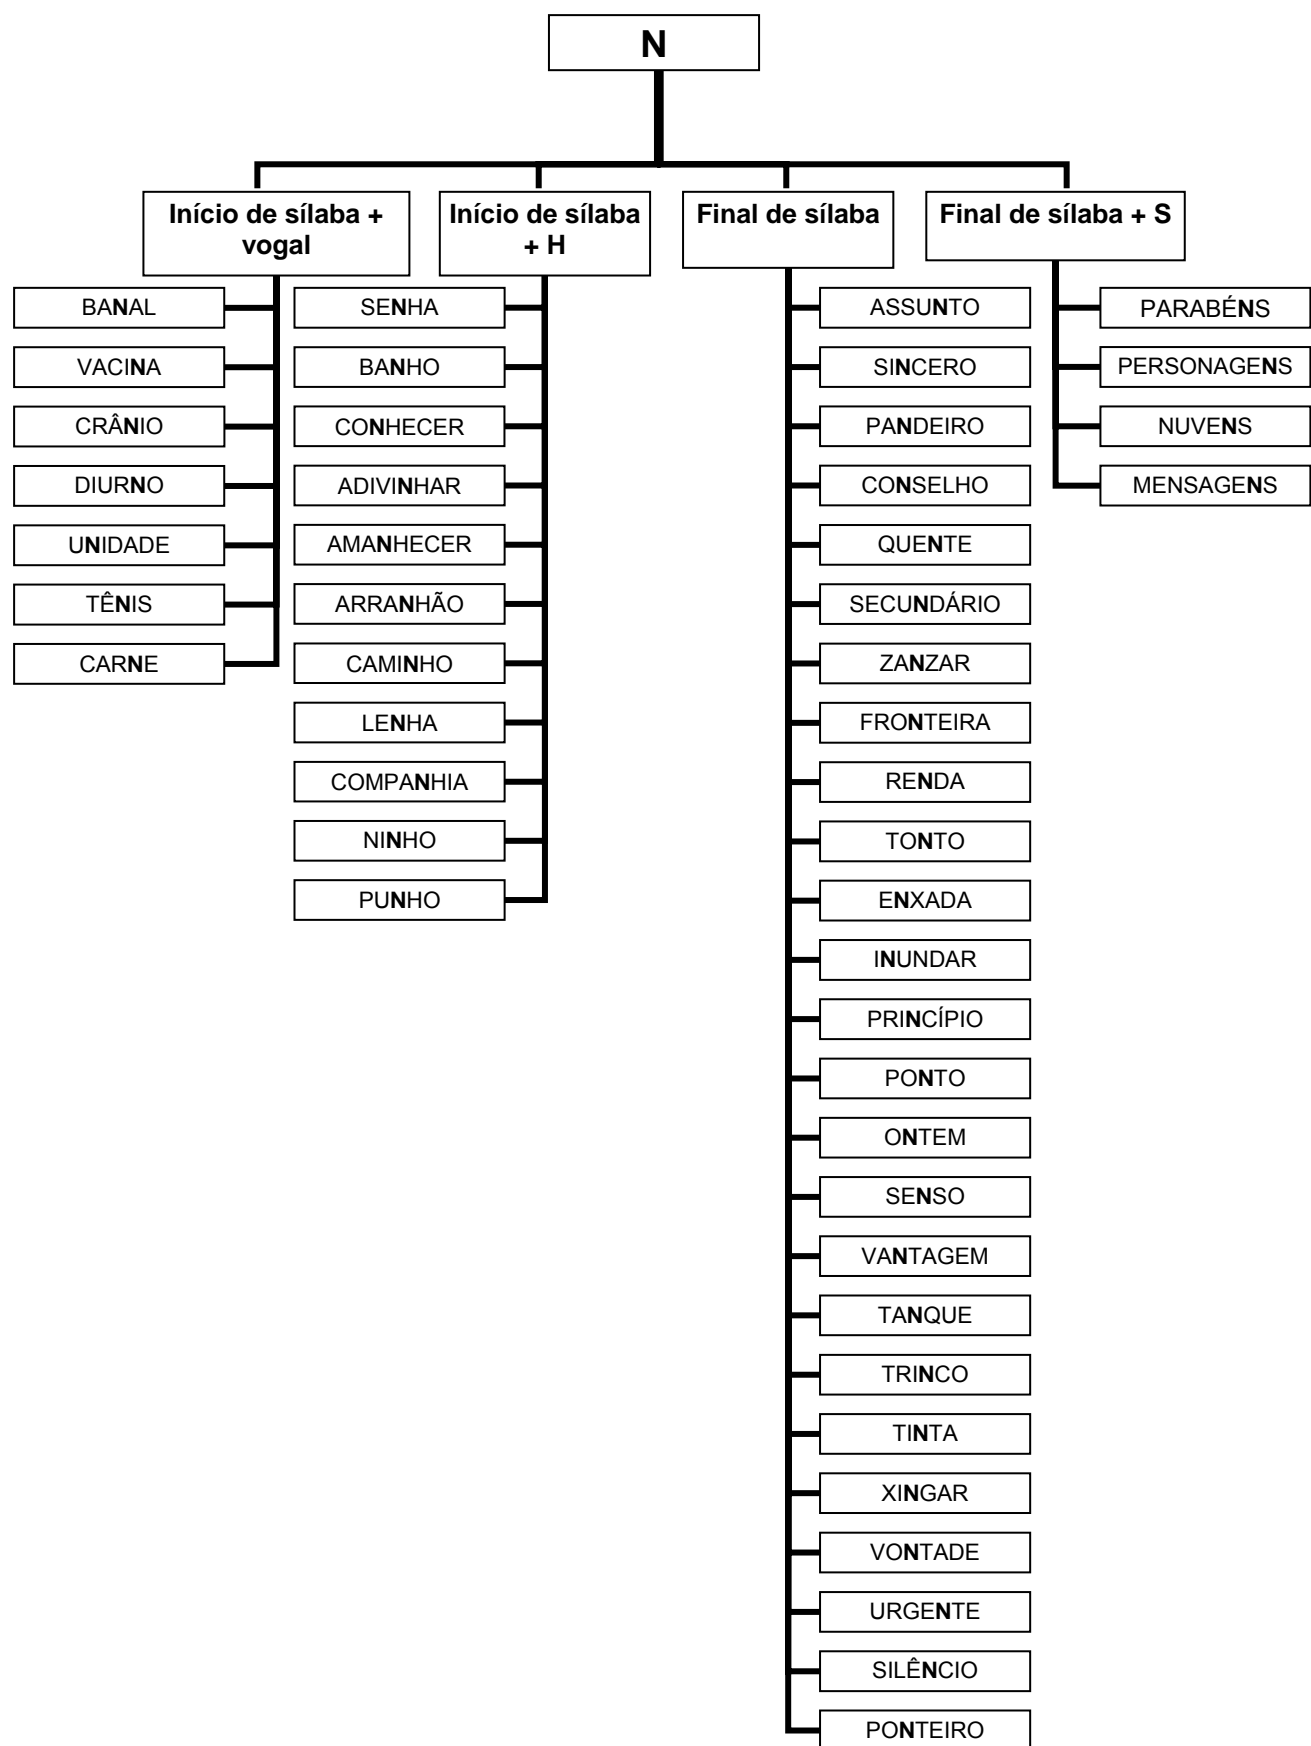 N
Início de sílaba +
vogal
BANAL
VACINA
CRÂNIO
DIURNO
UNIDADE
TÊNIS
CARNE
Início de sílaba
+ H
SENHA
BANHO
CONHECER
ADIVINHAR
AMANHECER
ARRANHÃO
CAMINHO
LENHA
COMPANHIA
NINHO
PUNHO
Final de sílaba
ASSUNTO
SINCERO
PANDEIRO
CONSELHO
QUENTE
SECUNDÁRIO
ZANZAR
FRONTEIRA
RENDA
TONTO
ENXADA
INUNDAR
PRINCÍPIO
PONTO
ONTEM
SENSO
VANTAGEM
TANQUE
TRINCO
TINTA
XINGAR
VONTADE
URGENTE
SILÊNCIO
PONTEIRO
Final de sílaba + S
PARABÉNS
PERSONAGENS
NUVENS
MENSAGENS